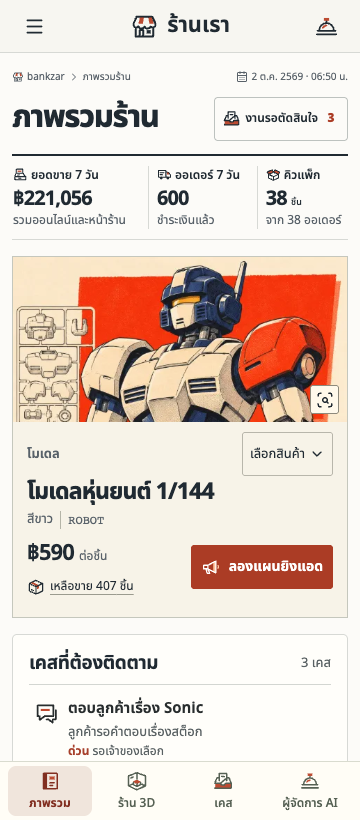 ร้านเรา
bankzar > ภาพรวมร้าน
2 ต.ค. 2569 · 06:50 น.
ภาพรวมร้าน
งานรอตัดสินใจ 3
ยอดขาย 7 วัน
฿221,056
รวมออนไลน์และหน้าร้าน
ออเดอร์ 7 วัน
600
ชำระเงินแล้ว
คิวแพ็ก
38 ชิ้น
จาก 38 ออเดอร์
โมเดล
เลือกสินค้า
โมเดลหุ่นยนต์ 1/144
สีขาว
ROBOT
฿590 ต่อชิ้น
เหลือขาย 407 ชิ้น
ลองแผนยิงแอด
เคสที่ต้องติดตาม
3 เคส
ตอบลูกค้าเรื่อง Sonic
ลูกค้ารอคำตอบเรื่องสต็อก
ด่วน รอเจ้าของเลือก
ภาพรวม
ร้าน 3D
เคส
ผู้จัดการ AI